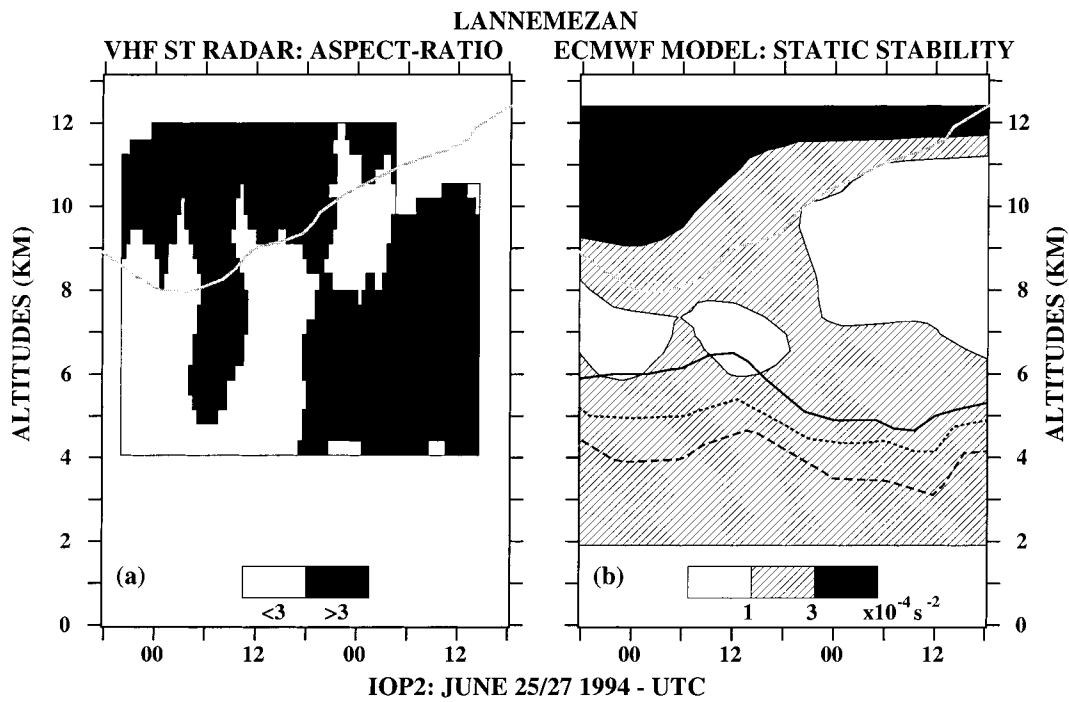 LANNEMEZAN
VHF ST RADAR: ASPECT-RATIO
ECMWF MODEL: STATIC STABILITY
ALTITUDES (KM)
12
10
8
6
4
2
0
(a)
<3 >3
00 12 00 12
12
10
8
6
4
2
0
ALTITUDES (KM)
(b)
1 3 x10-4 s-2
00 12 00 12
IOP2: JUNE 25/27 1994 - UTC